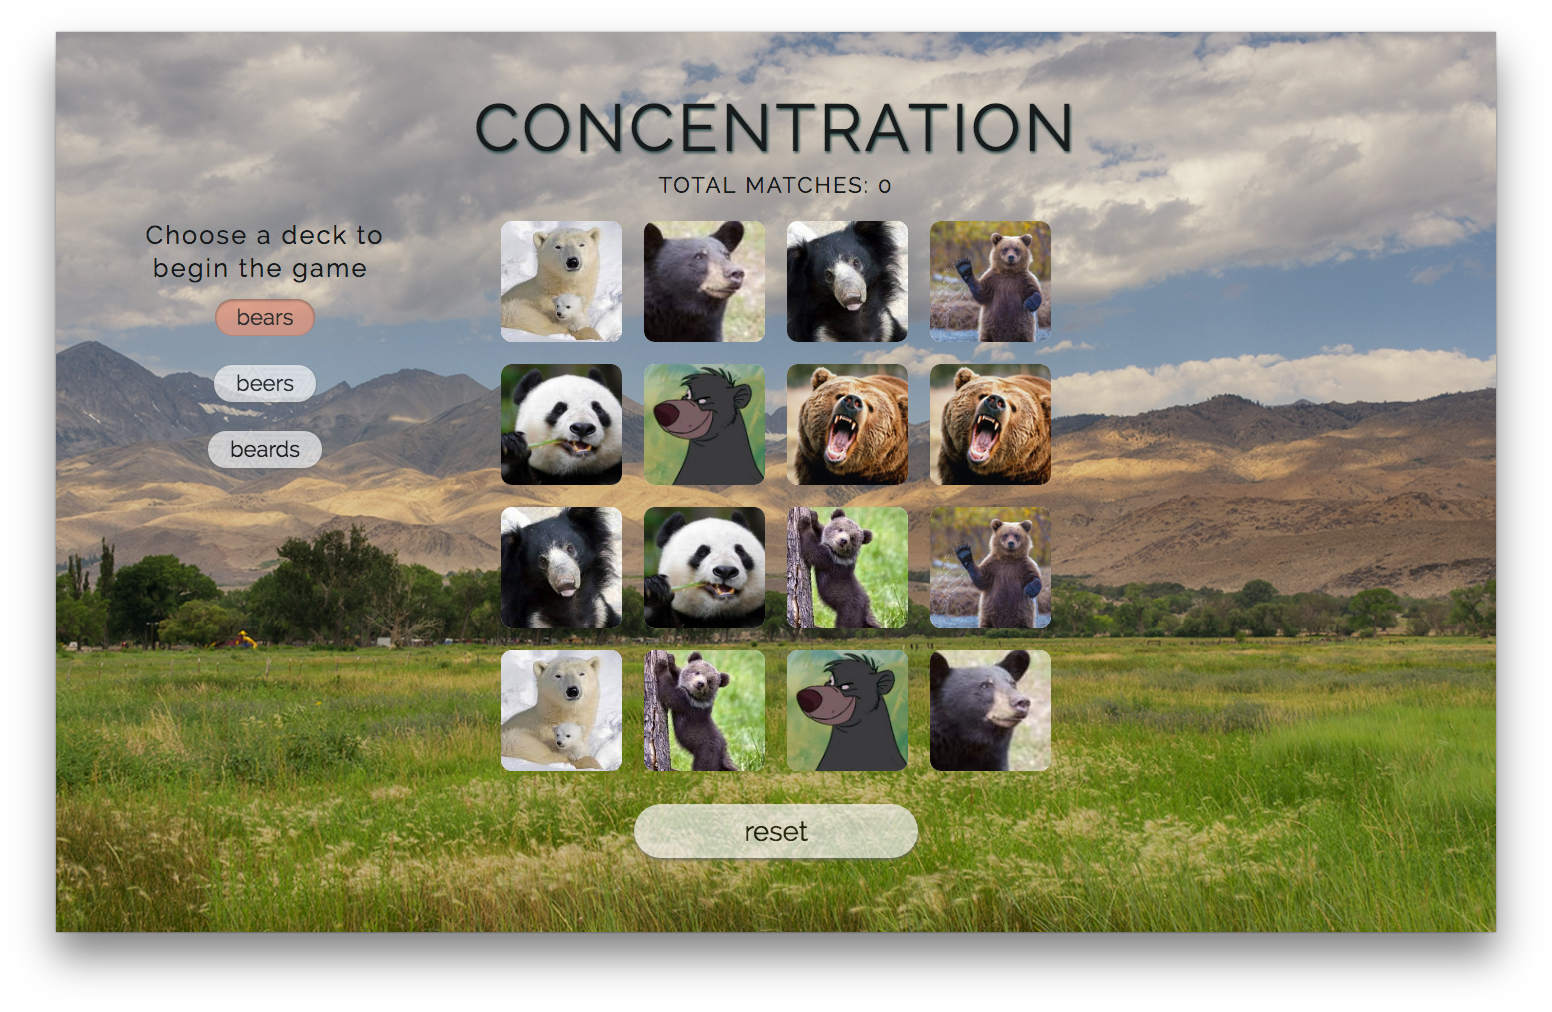 CONCENTRATION
TOTAL MATCHES: 0
Choose a deck to
begin the game
bears
beers
beards
reset